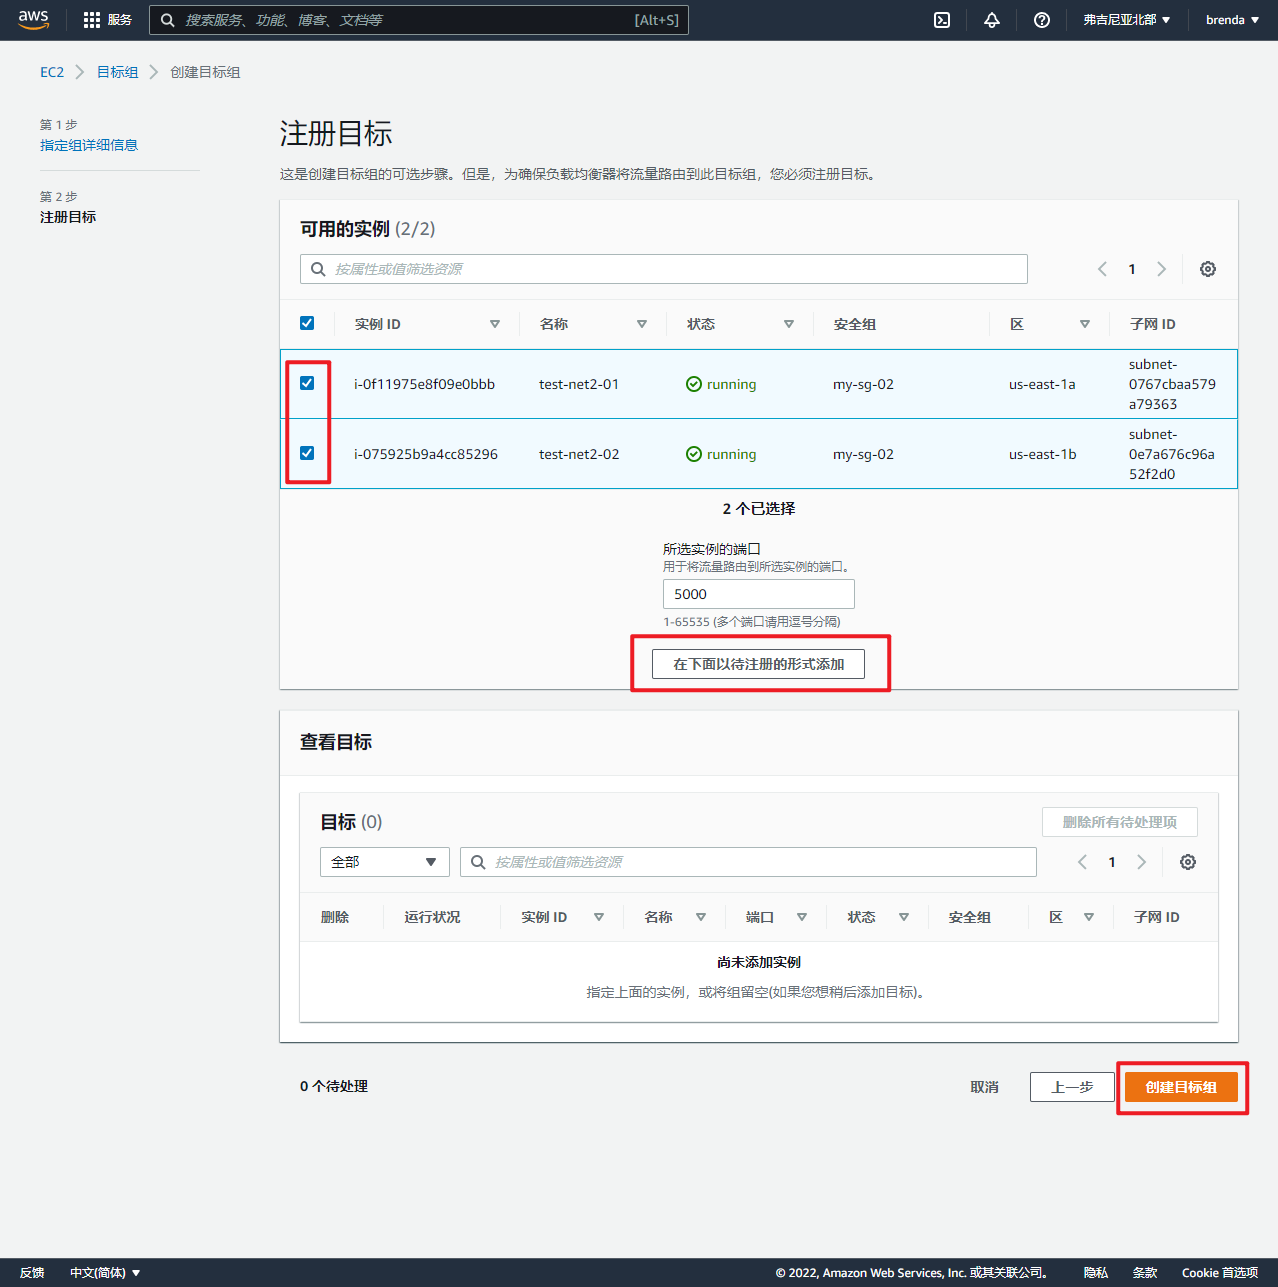 aws 服务 搜索服务、功能、博客、文档等 [Alt+S] 弗吉尼亚北部 brenda
EC2 目标组 创建目标组
第 1 步
指定组详细信息
第 2 步
注册目标
注册目标
这是创建目标组的可选步骤。但是，为确保负载均衡器将流量路由到此目标组，您必须注册目标。
可用的实例 (2/2)
按属性或值筛选资源 1
实例 ID 名称 状态 安全组 区 子网 ID
i-0f11975e8f09e0bbb test-net2-01 running my-sg-02 us-east-1a subnet-
0767cbaa579
a79363
i-075925b9a4cc85296 test-net2-02 running my-sg-02 us-east-1b subnet-
0e7a676c96a
52f2d0
2 个已选择
所选实例的端口
用于将流量路由到所选实例的端口。
5000
1-65535 (多个端口请用逗号分隔)
在下面以待注册的形式添加
查看目标
目标 (0) 删除所有待处理项
全部 按属性或值筛选资源 1
删除 运行状况 实例 ID 名称 端口 状态 安全组 区 子网 ID
尚未添加实例
指定上面的实例，或将组留空(如果您想稍后添加目标)。
0 个待处理 取消 上一步 创建目标组
反馈 中文(简体) © 2022, Amazon Web Services, Inc. 或其关联公司。 隐私 条款 Cookie 首选项